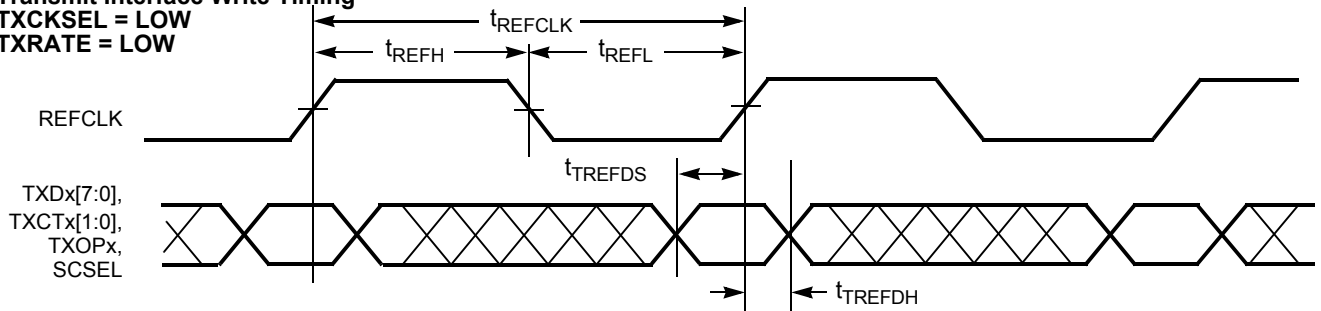 Transmit Interface Write Timing
TXCKSEL = LOW
TXRATE = LOW
tREFCLK
tREFH
tREFL
REFCLK
tTREFDS
TXDx[7:0],
TXCTx[1:0],
TXOPx,
SCSEL
tTREFDH